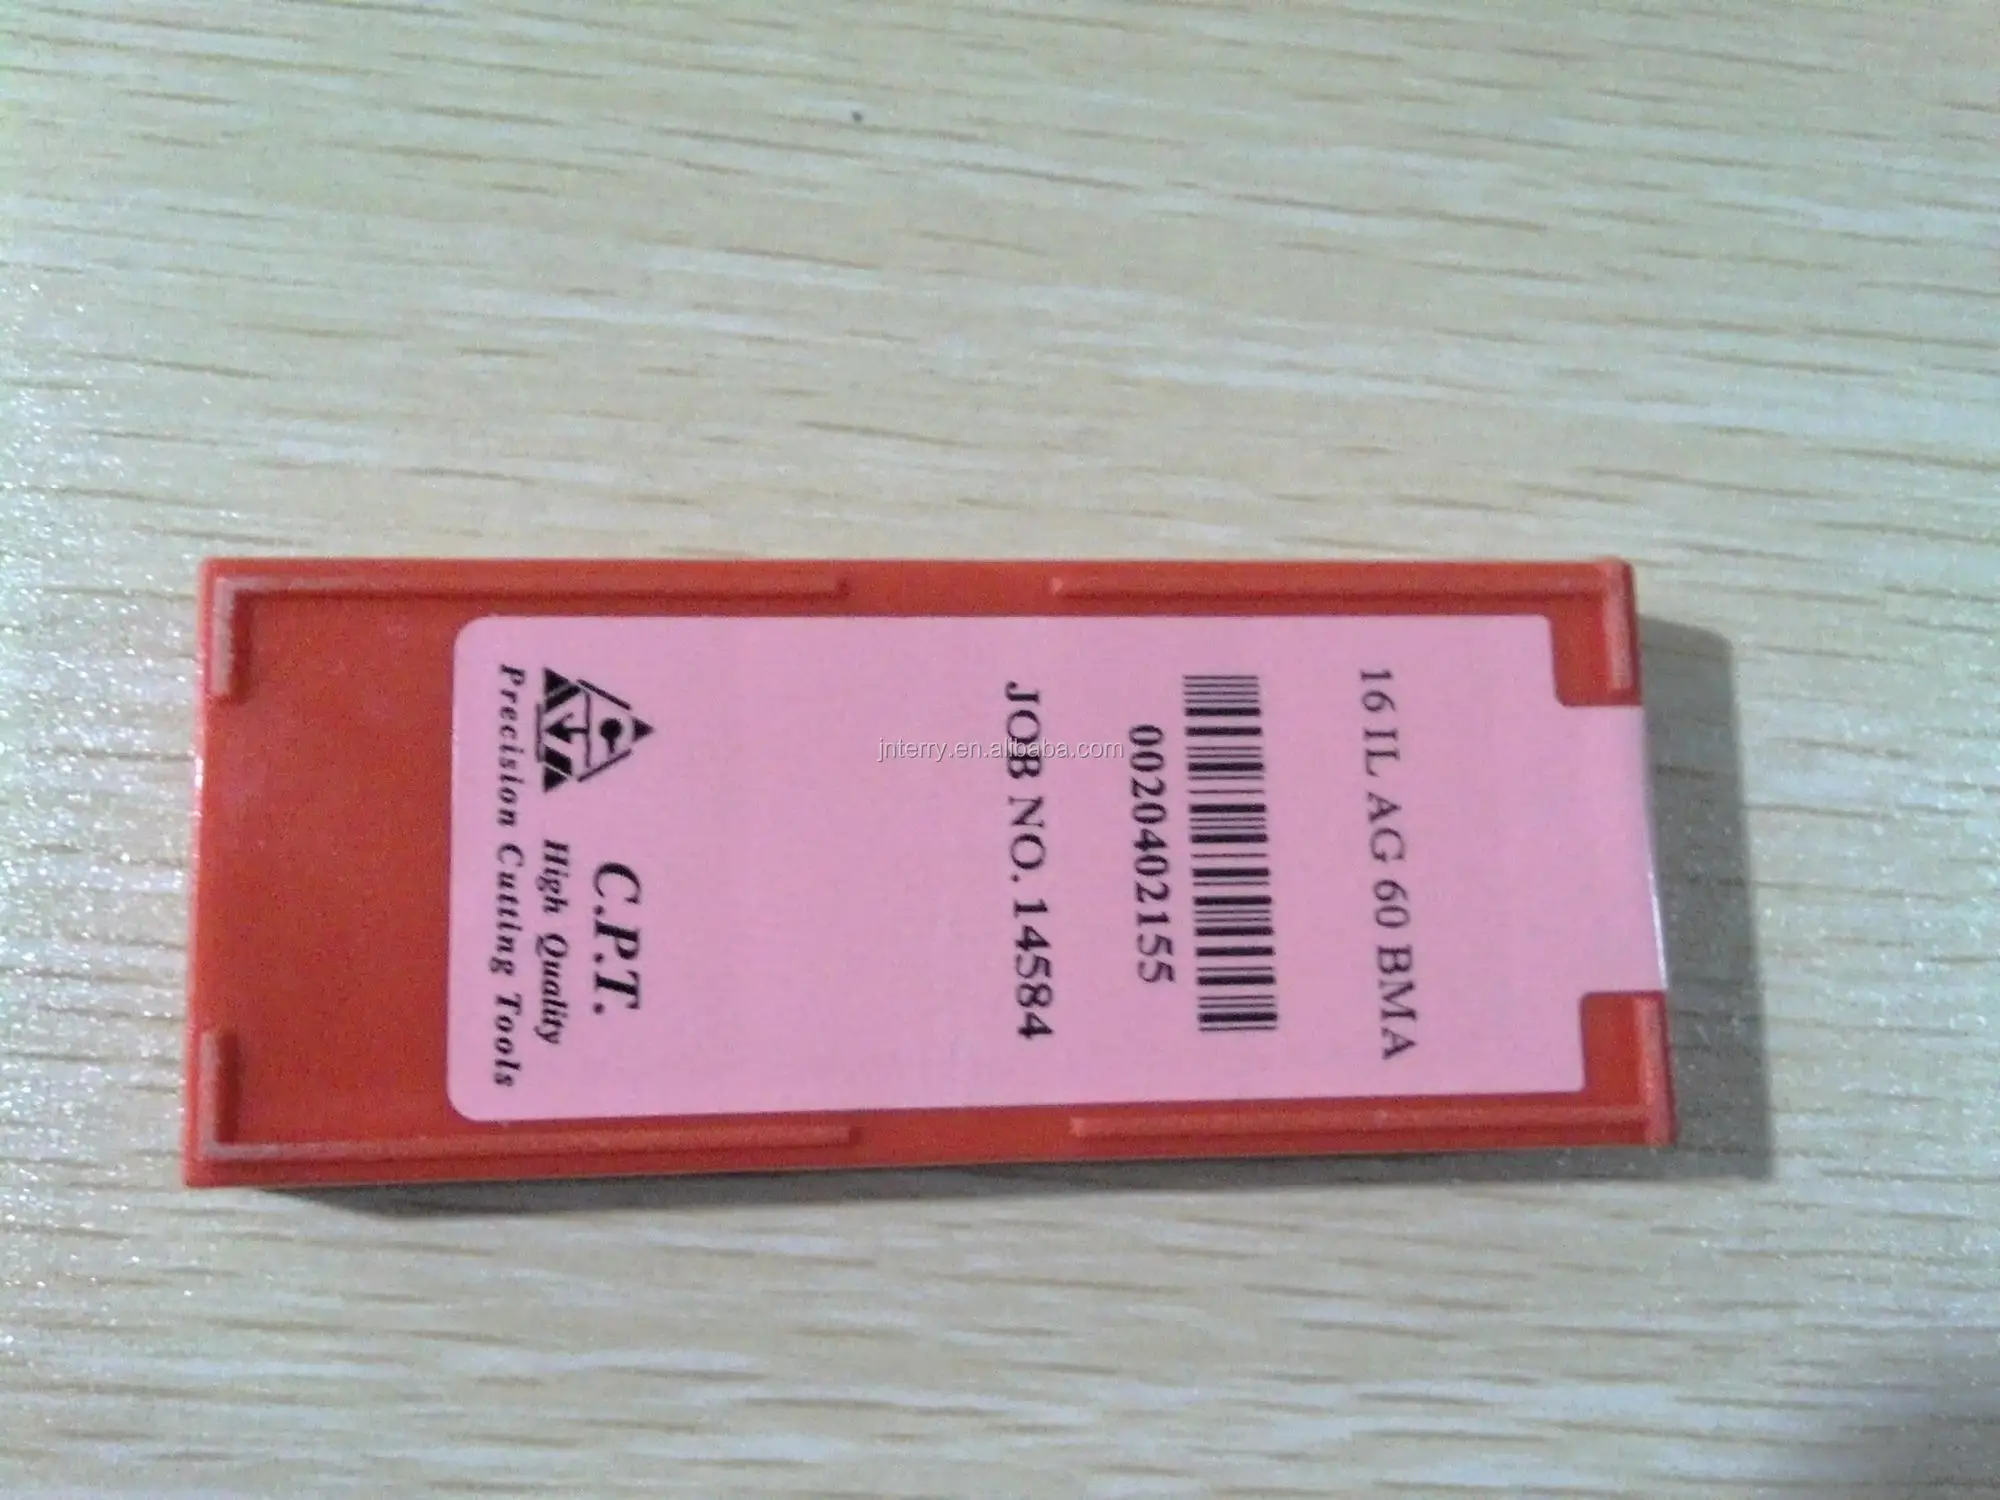 16 IL AG 60 BMA
0020402155
JOB NO. 14584
C.P.T.
High Quality
Precision Cutting Tools
jnterry.en.alibaba.com